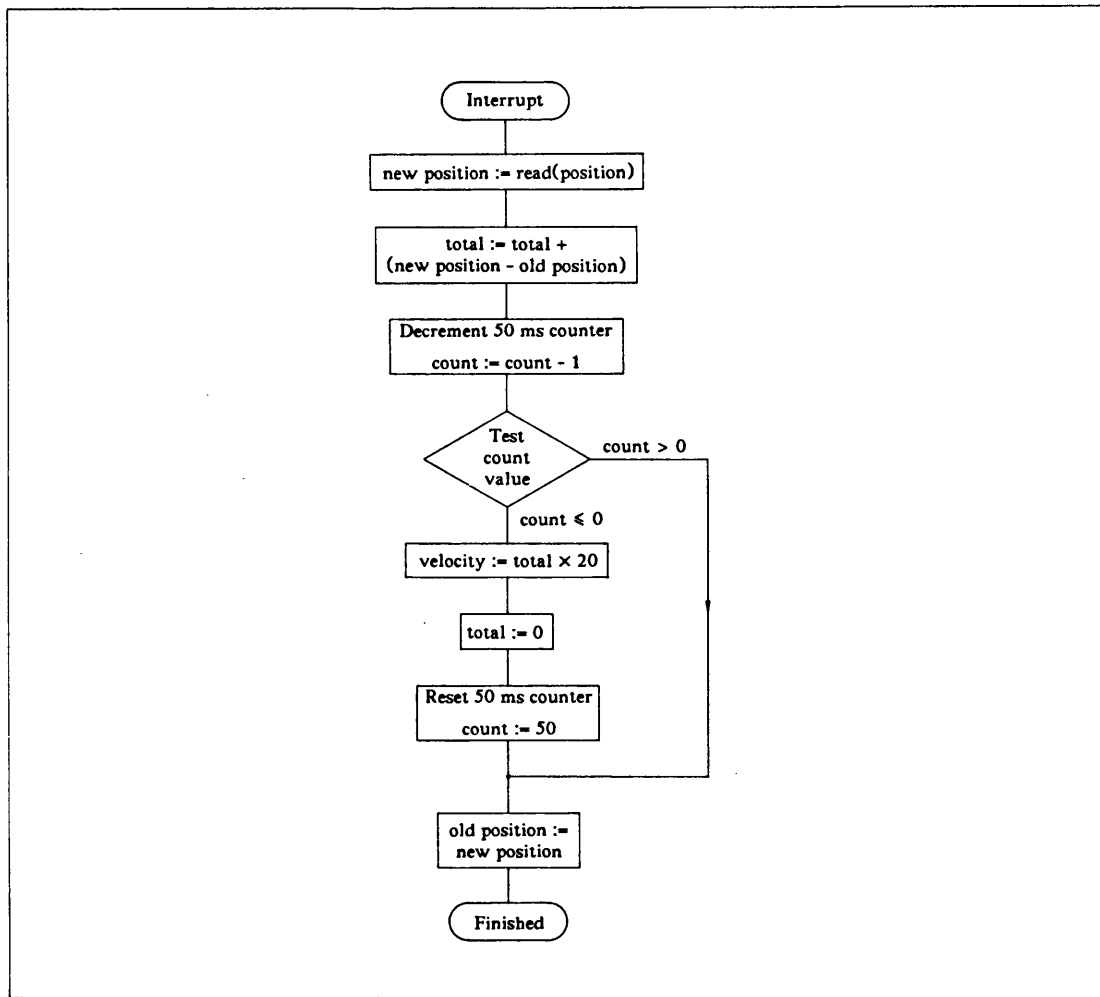 Interrupt
new position := read(position)
total := total +
(new position - old position)
Decrement 50 ms counter
count := count - 1
Test
count
value
count > 0
count ⩽ 0
velocity := total × 20
total := 0
Reset 50 ms counter
count := 50
old position :=
new position
Finished